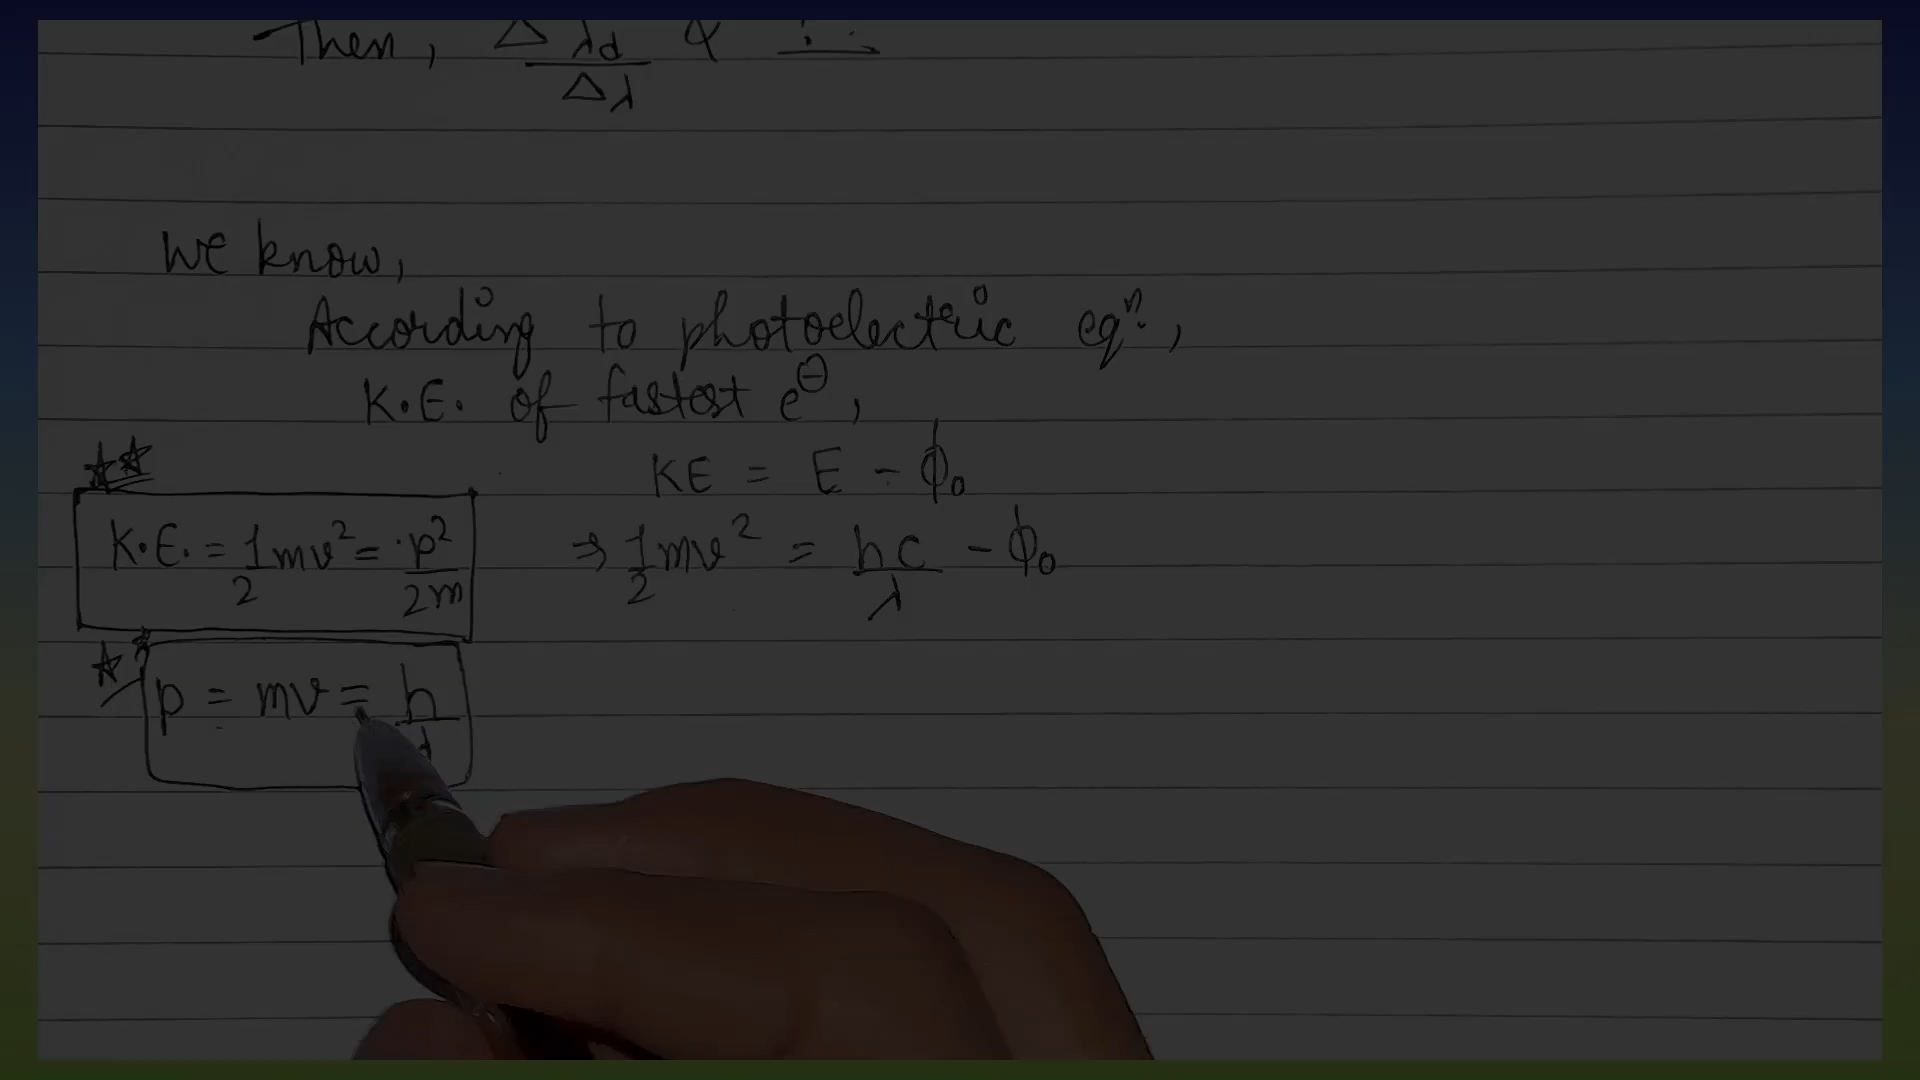 Then, Δλd/Δλ ∝
We know,
According to photoelectric eqⁿ.,
K.E. of fastest e⊖,
KE = E - ϕ₀
K.E. = 1/2 mv² = p²/2m
⇒ 1/2 mv² = hc/λ - ϕ₀
p = mv = h/